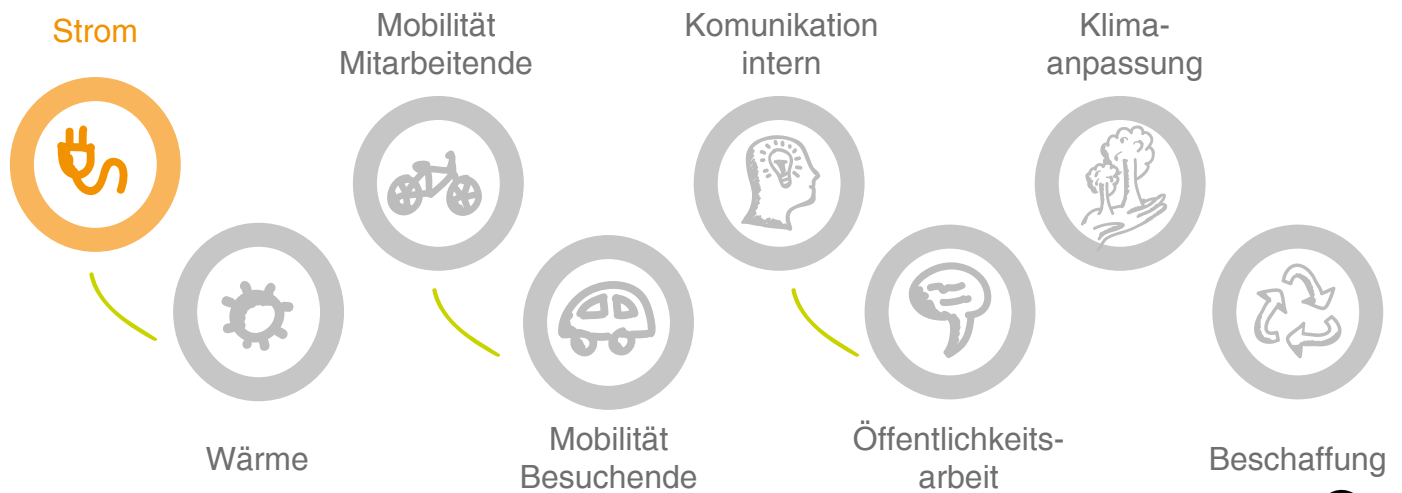 Strom
Mobilität
Mitarbeitende
Komunikation
intern
Klima-
anpassung
Wärme
Mobilität
Besuchende
Öffentlichkeits-
arbeit
Beschaffung